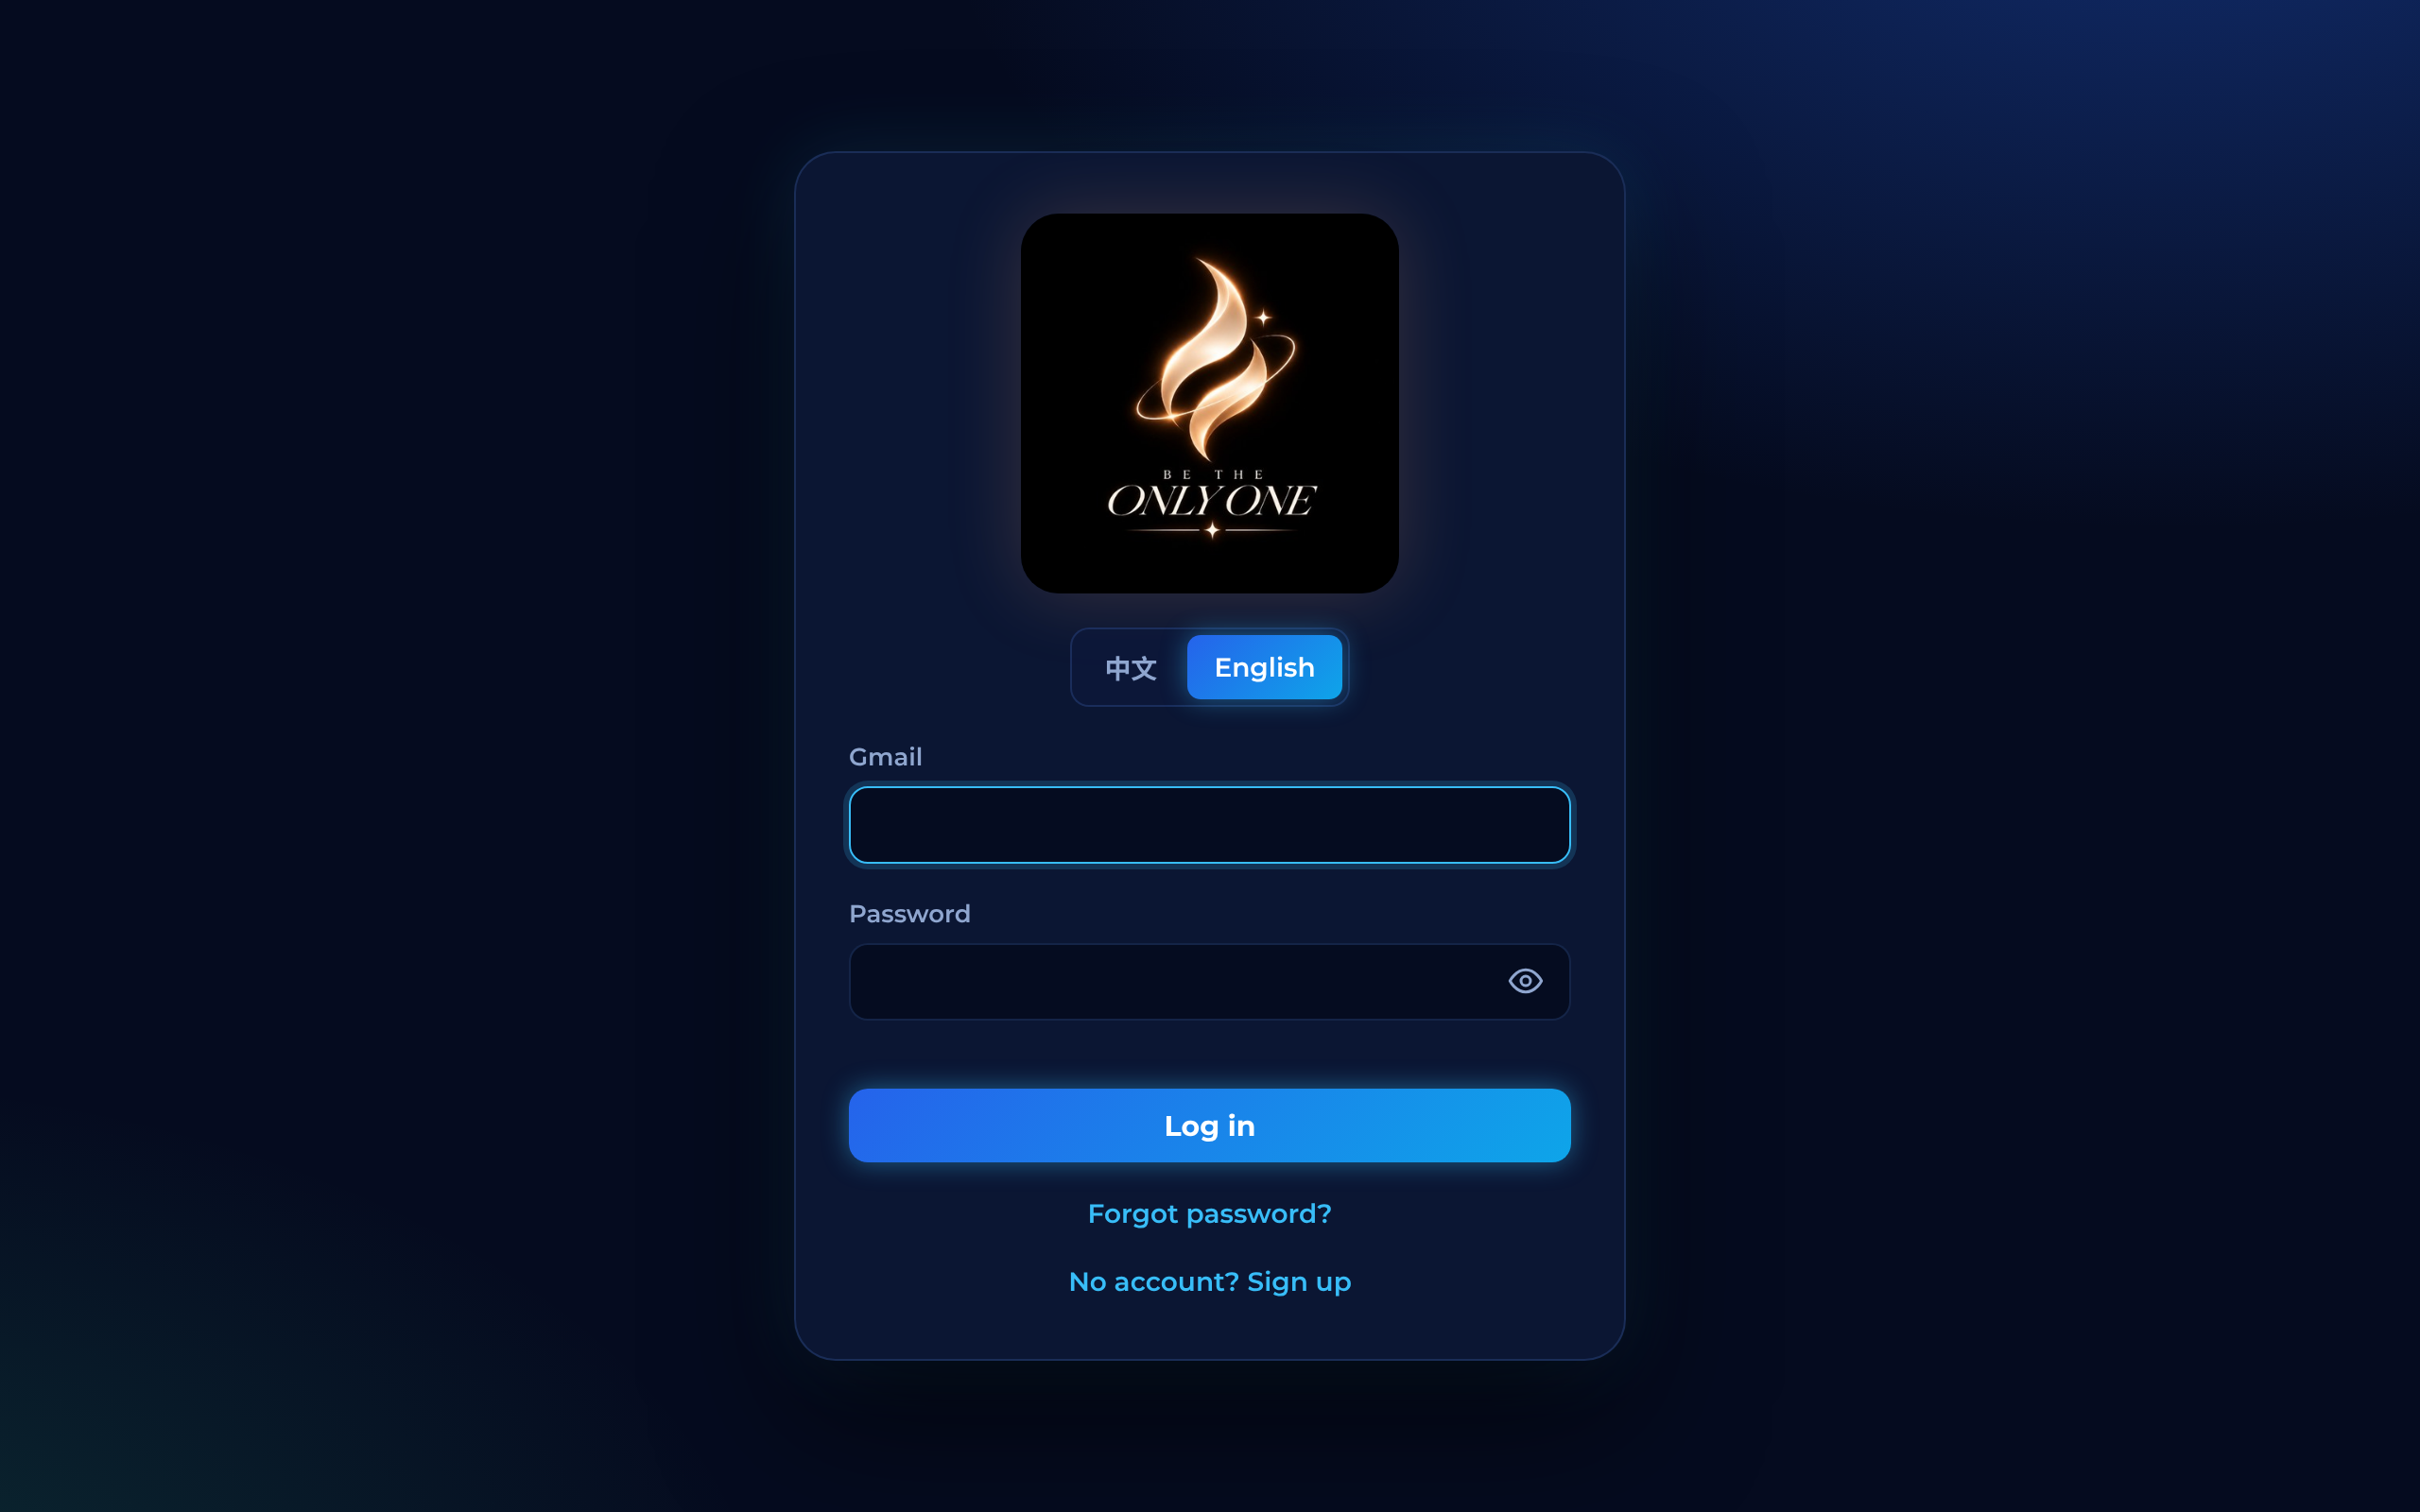 BE THE
ONLY ONE
中文 English
Gmail
Password
Log in
Forgot password?
No account? Sign up